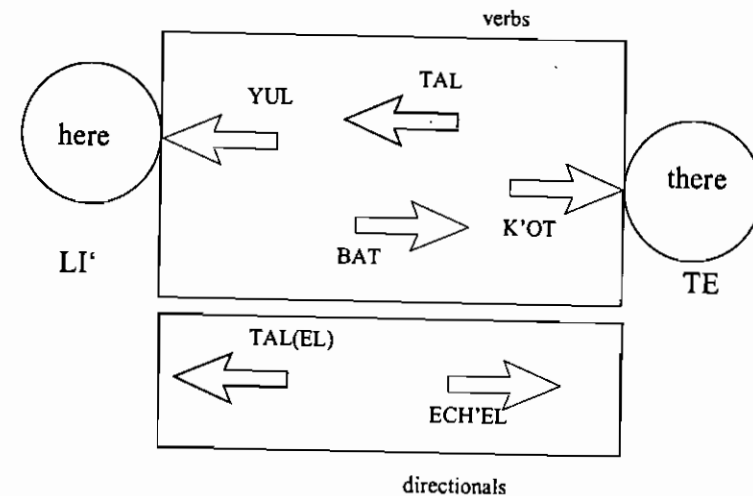 verbs
YUL
TAL
here
there
K'OT
BAT
LI‘
TE
TAL(EL)
ECH'EL
directionals